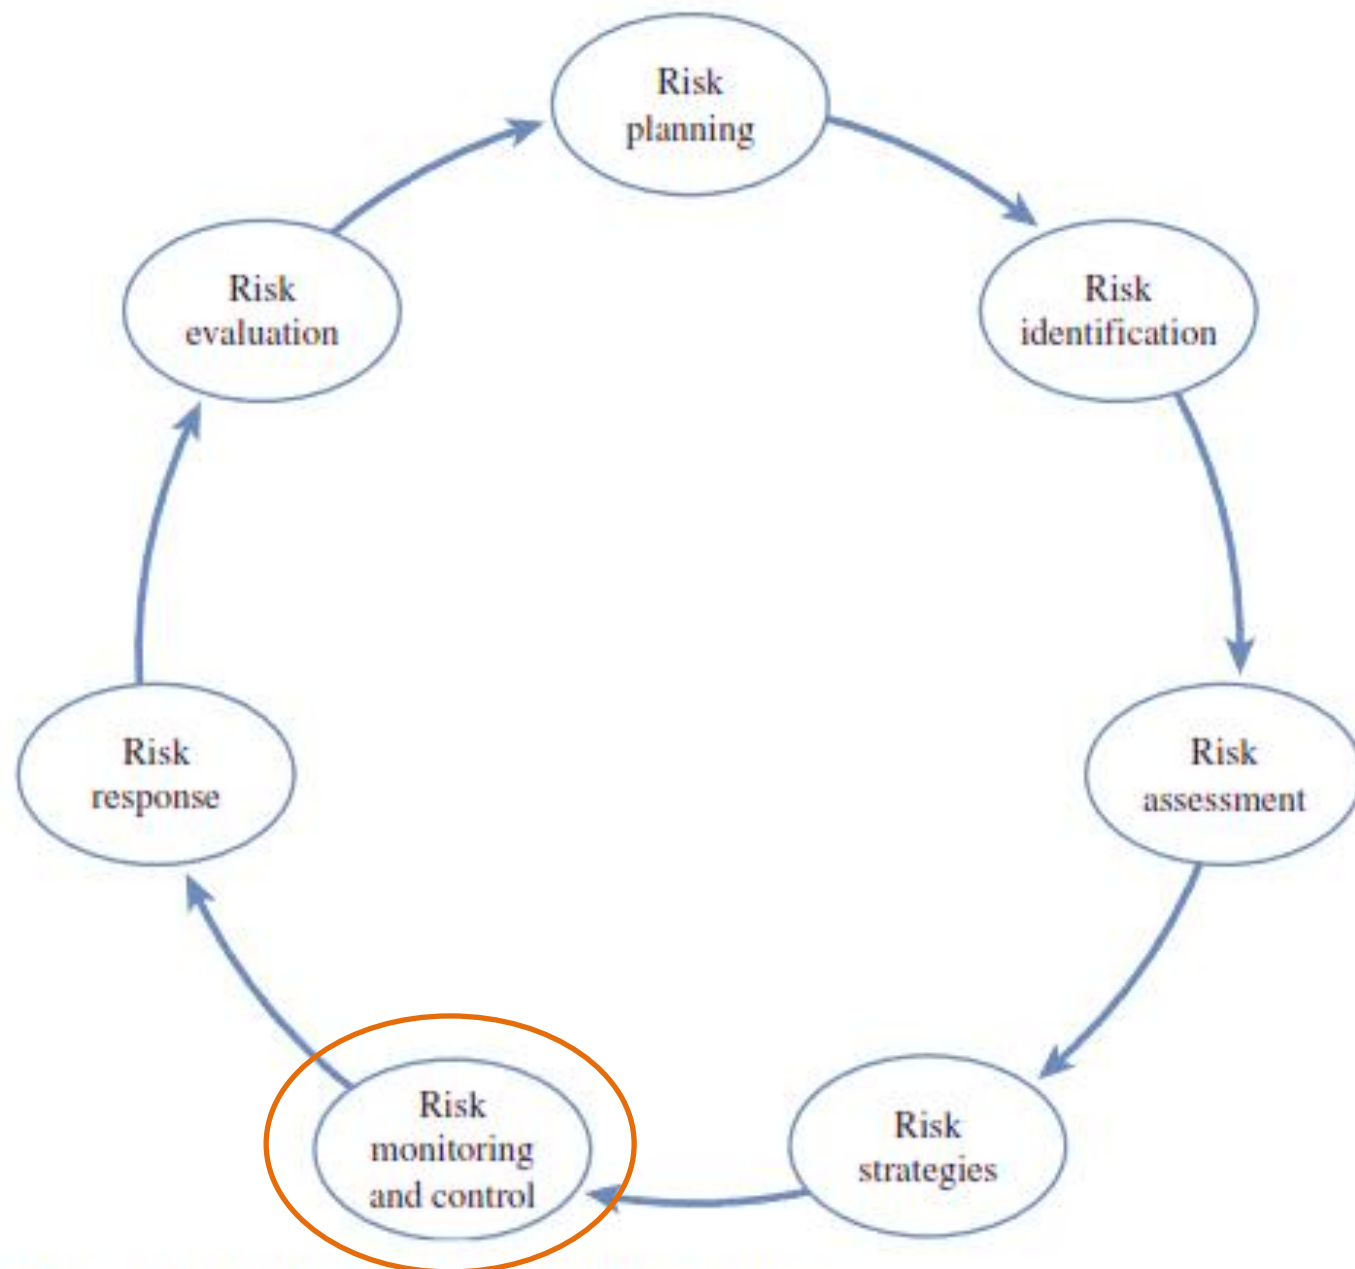 Risk
planning
Risk
identification
Risk
assessment
Risk
strategies
Risk
monitoring
and control
Risk
response
Risk
evaluation